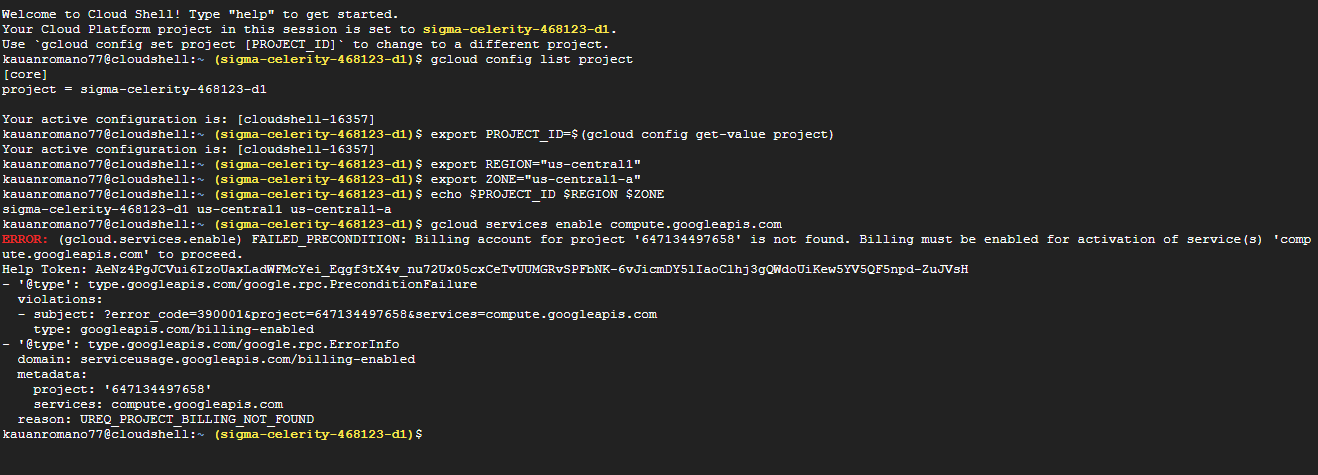 Welcome to Cloud Shell! Type "help" to get started.
Your Cloud Platform project in this session is set to sigma-celerity-468123-d1.
Use `gcloud config set project [PROJECT_ID]` to change to a different project.
kauanromano77@cloudshell:~ (sigma-celerity-468123-d1)$ gcloud config list project
[core]
project = sigma-celerity-468123-d1
Your active configuration is: [cloudshell-16357]
kauanromano77@cloudshell:~ (sigma-celerity-468123-d1)$ export PROJECT_ID=$(gcloud config get-value project)
Your active configuration is: [cloudshell-16357]
kauanromano77@cloudshell:~ (sigma-celerity-468123-d1)$ export REGION="us-central1"
kauanromano77@cloudshell:~ (sigma-celerity-468123-d1)$ export ZONE="us-central1-a"
kauanromano77@cloudshell:~ (sigma-celerity-468123-d1)$ echo $PROJECT_ID $REGION $ZONE
sigma-celerity-468123-d1 us-central1 us-central1-a
kauanromano77@cloudshell:~ (sigma-celerity-468123-d1)$ gcloud services enable compute.googleapis.com
ERROR: (gcloud.services.enable) FAILED_PRECONDITION: Billing account for project '647134497658' is not found. Billing must be enabled for activation of service(s) 'comp
ute.googleapis.com' to proceed.
Help Token: AeNz4PgJCVui6IzoUaxLadWFMcYei_Eqgf3tX4v_nu72Ux05cxCeTvUUMGRvSPFbNK-6vJicmDY5lIaoClhj3gQWdoUiKew5YV5QF5npd-ZuJVsH
- '@type': type.googleapis.com/google.rpc.PreconditionFailure
violations:
- subject: ?error_code=390001&project=647134497658&services=compute.googleapis.com
type: googleapis.com/billing-enabled
- '@type': type.googleapis.com/google.rpc.ErrorInfo
domain: serviceusage.googleapis.com/billing-enabled
metadata:
project: '647134497658'
services: compute.googleapis.com
reason: UREQ_PROJECT_BILLING_NOT_FOUND
kauanromano77@cloudshell:~ (sigma-celerity-468123-d1)$